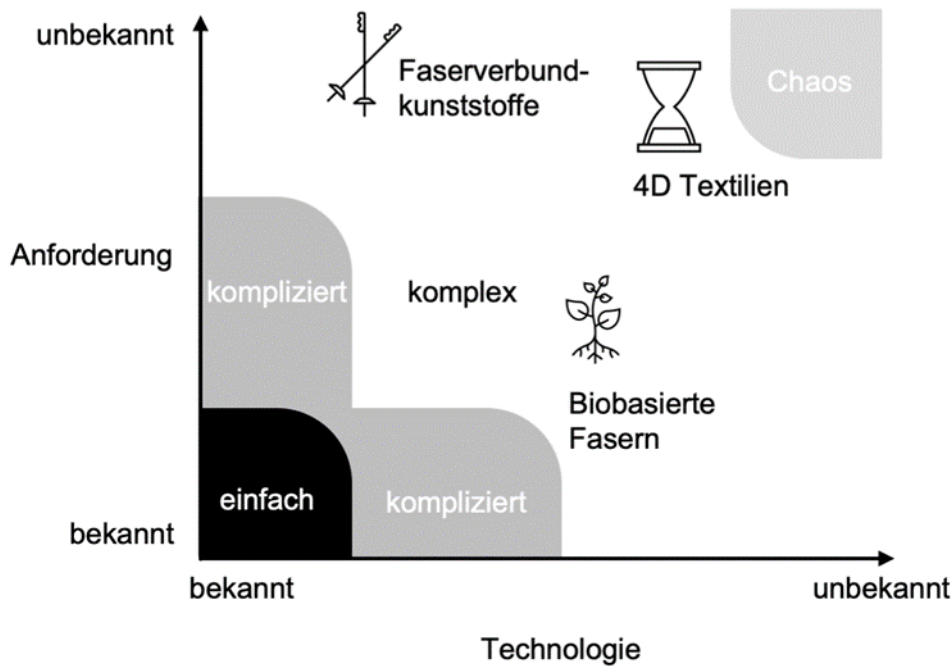 unbekannt
Faserverbund-
kunststoffe
Chaos
4D Textilien
Anforderung
kompliziert
komplex
Biobasierte
Fasern
einfach
kompliziert
bekannt
bekannt
unbekannt
Technologie